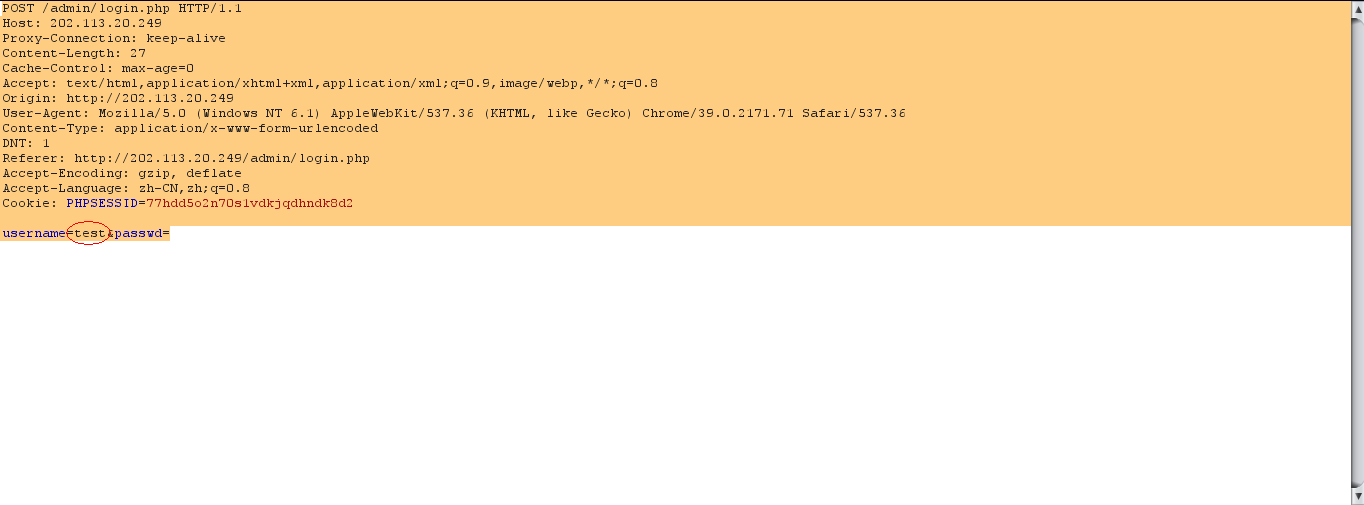 POST /admin/login.php HTTP/1.1
Host: 202.113.20.249
Proxy-Connection: keep-alive
Content-Length: 27
Cache-Control: max-age=0
Accept: text/html,application/xhtml+xml,application/xml;q=0.9,image/webp,*/*;q=0.8
Origin: http://202.113.20.249
User-Agent: Mozilla/5.0 (Windows NT 6.1) AppleWebKit/537.36 (KHTML, like Gecko) Chrome/39.0.2171.71 Safari/537.36
Content-Type: application/x-www-form-urlencoded
DNT: 1
Referer: http://202.113.20.249/admin/login.php
Accept-Encoding: gzip, deflate
Accept-Language: zh-CN,zh;q=0.8
Cookie: PHPSESSID=77hdd5o2n70s1vdkjqdhndk8d2
username=test&passwd=